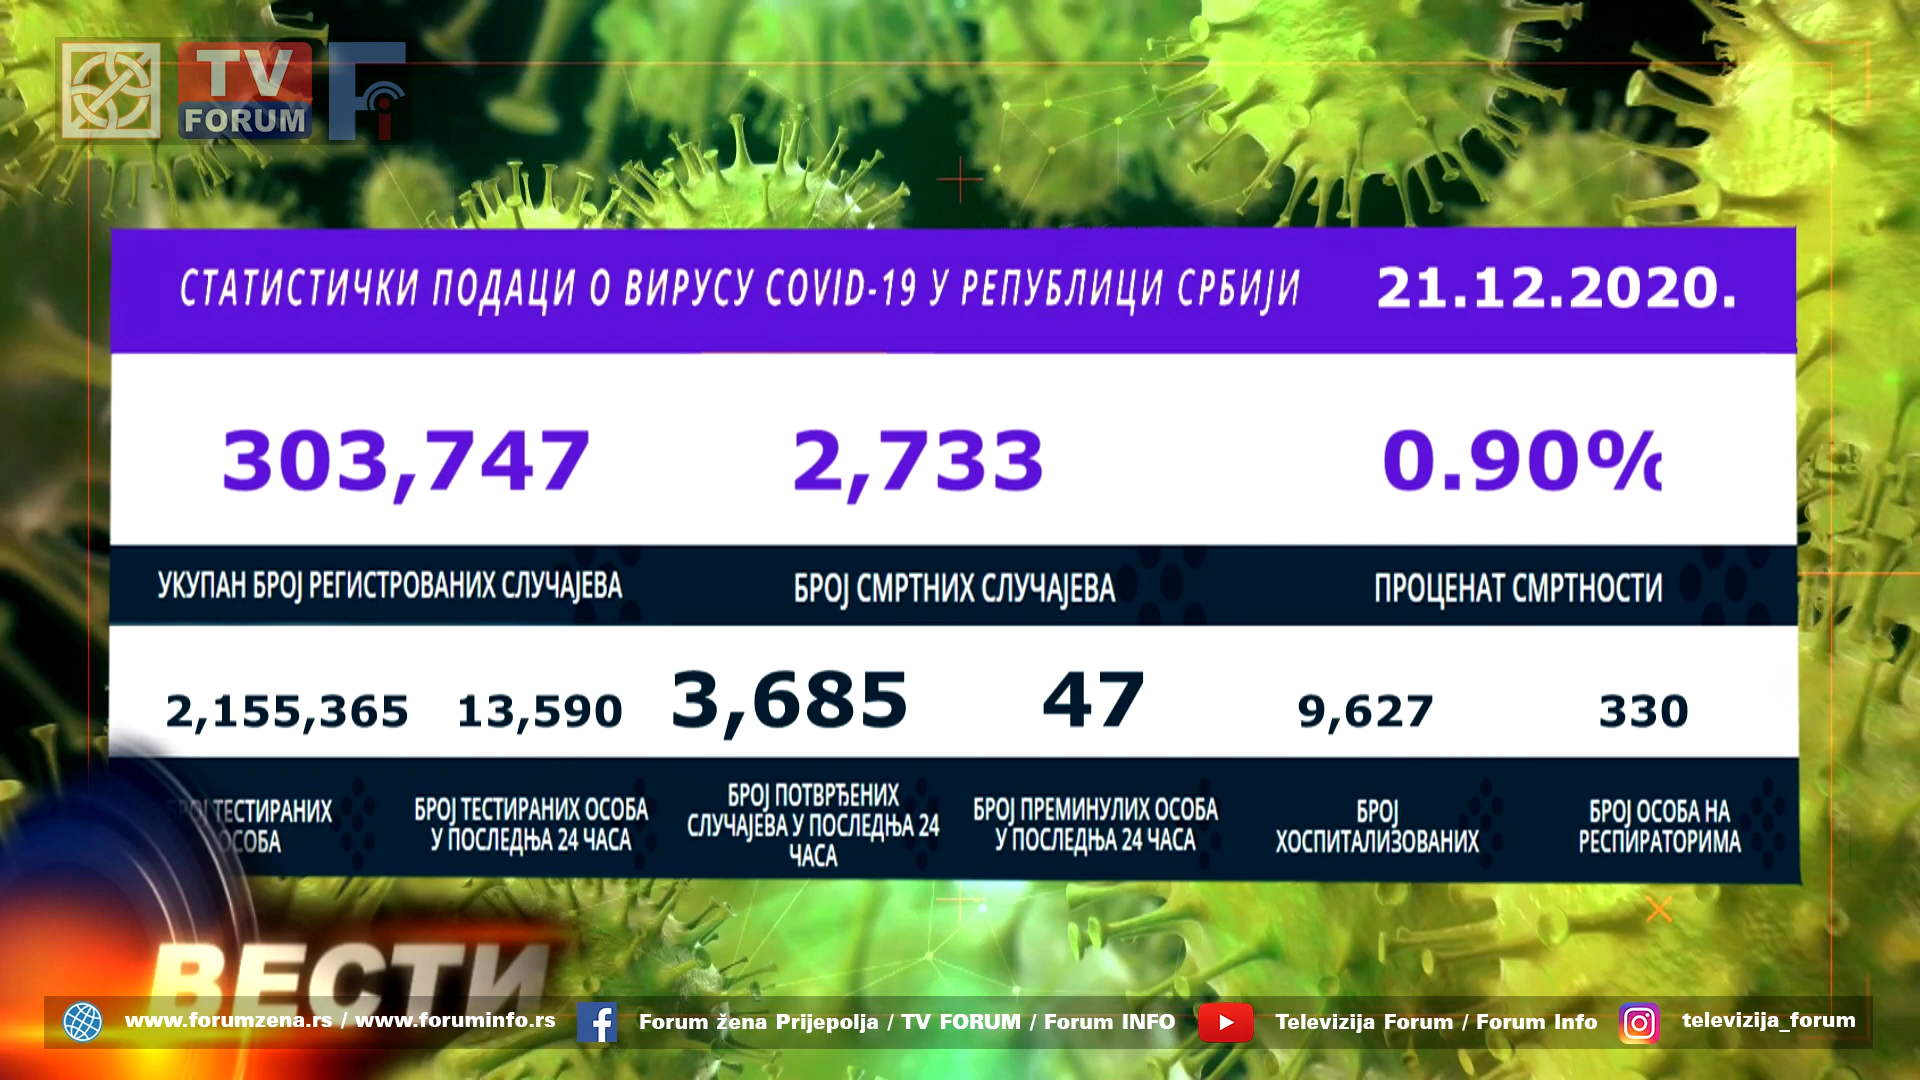 TV
FORUM
Fi
СТАТИСТИЧКИ ПОДАЦИ О ВИРУСУ COVID-19 У РЕПУБЛИЦИ СРБИЈИ 21.12.2020.
303,747 2,733 0.90%
УКУПАН БРОЈ РЕГИСТРОВАНИХ СЛУЧАЈЕВА БРОЈ СМРТНИХ СЛУЧАЈЕВА ПРОЦЕНАТ СМРТНОСТИ
2,155,365 13,590 3,685 47 9,627 330
БРОЈ ТЕСТИРАНИХ
ОСОБА
БРОЈ ТЕСТИРАНИХ ОСОБА
У ПОСЛЕДЊА 24 ЧАСА
БРОЈ ПОТВРЂЕНИХ
СЛУЧАЈЕВА У ПОСЛЕДЊА 24
ЧАСА
БРОЈ ПРЕМИНУЛИХ ОСОБА
У ПОСЛЕДЊА 24 ЧАСА
БРОЈ
ХОСПИТАЛИЗОВАНИХ
БРОЈ ОСОБА НА
РЕСПИРАТОРИМА
ВЕСТИ
www.forumzena.rs / www.foruminfo.rs Forum žena Prijepolja / TV FORUM / Forum INFO Televizija Forum / Forum Info televizija_forum